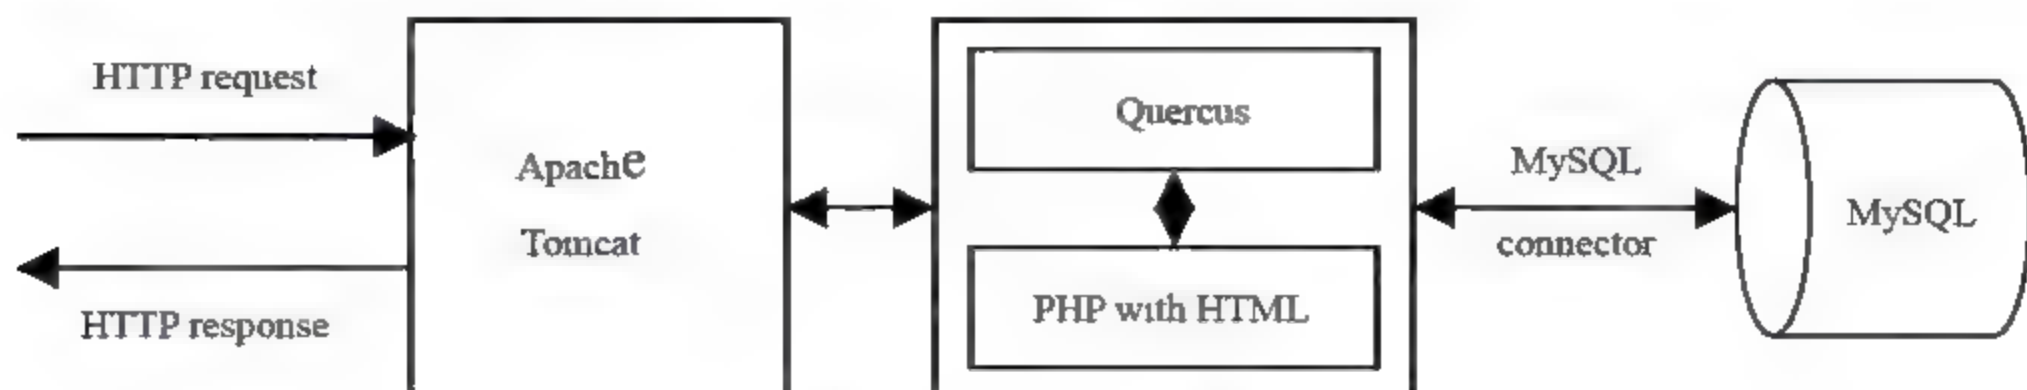 HTTP request
HTTP response
Apache
Tomcat
Quercus
PHP with HTML
MySQL
connector
MySQL